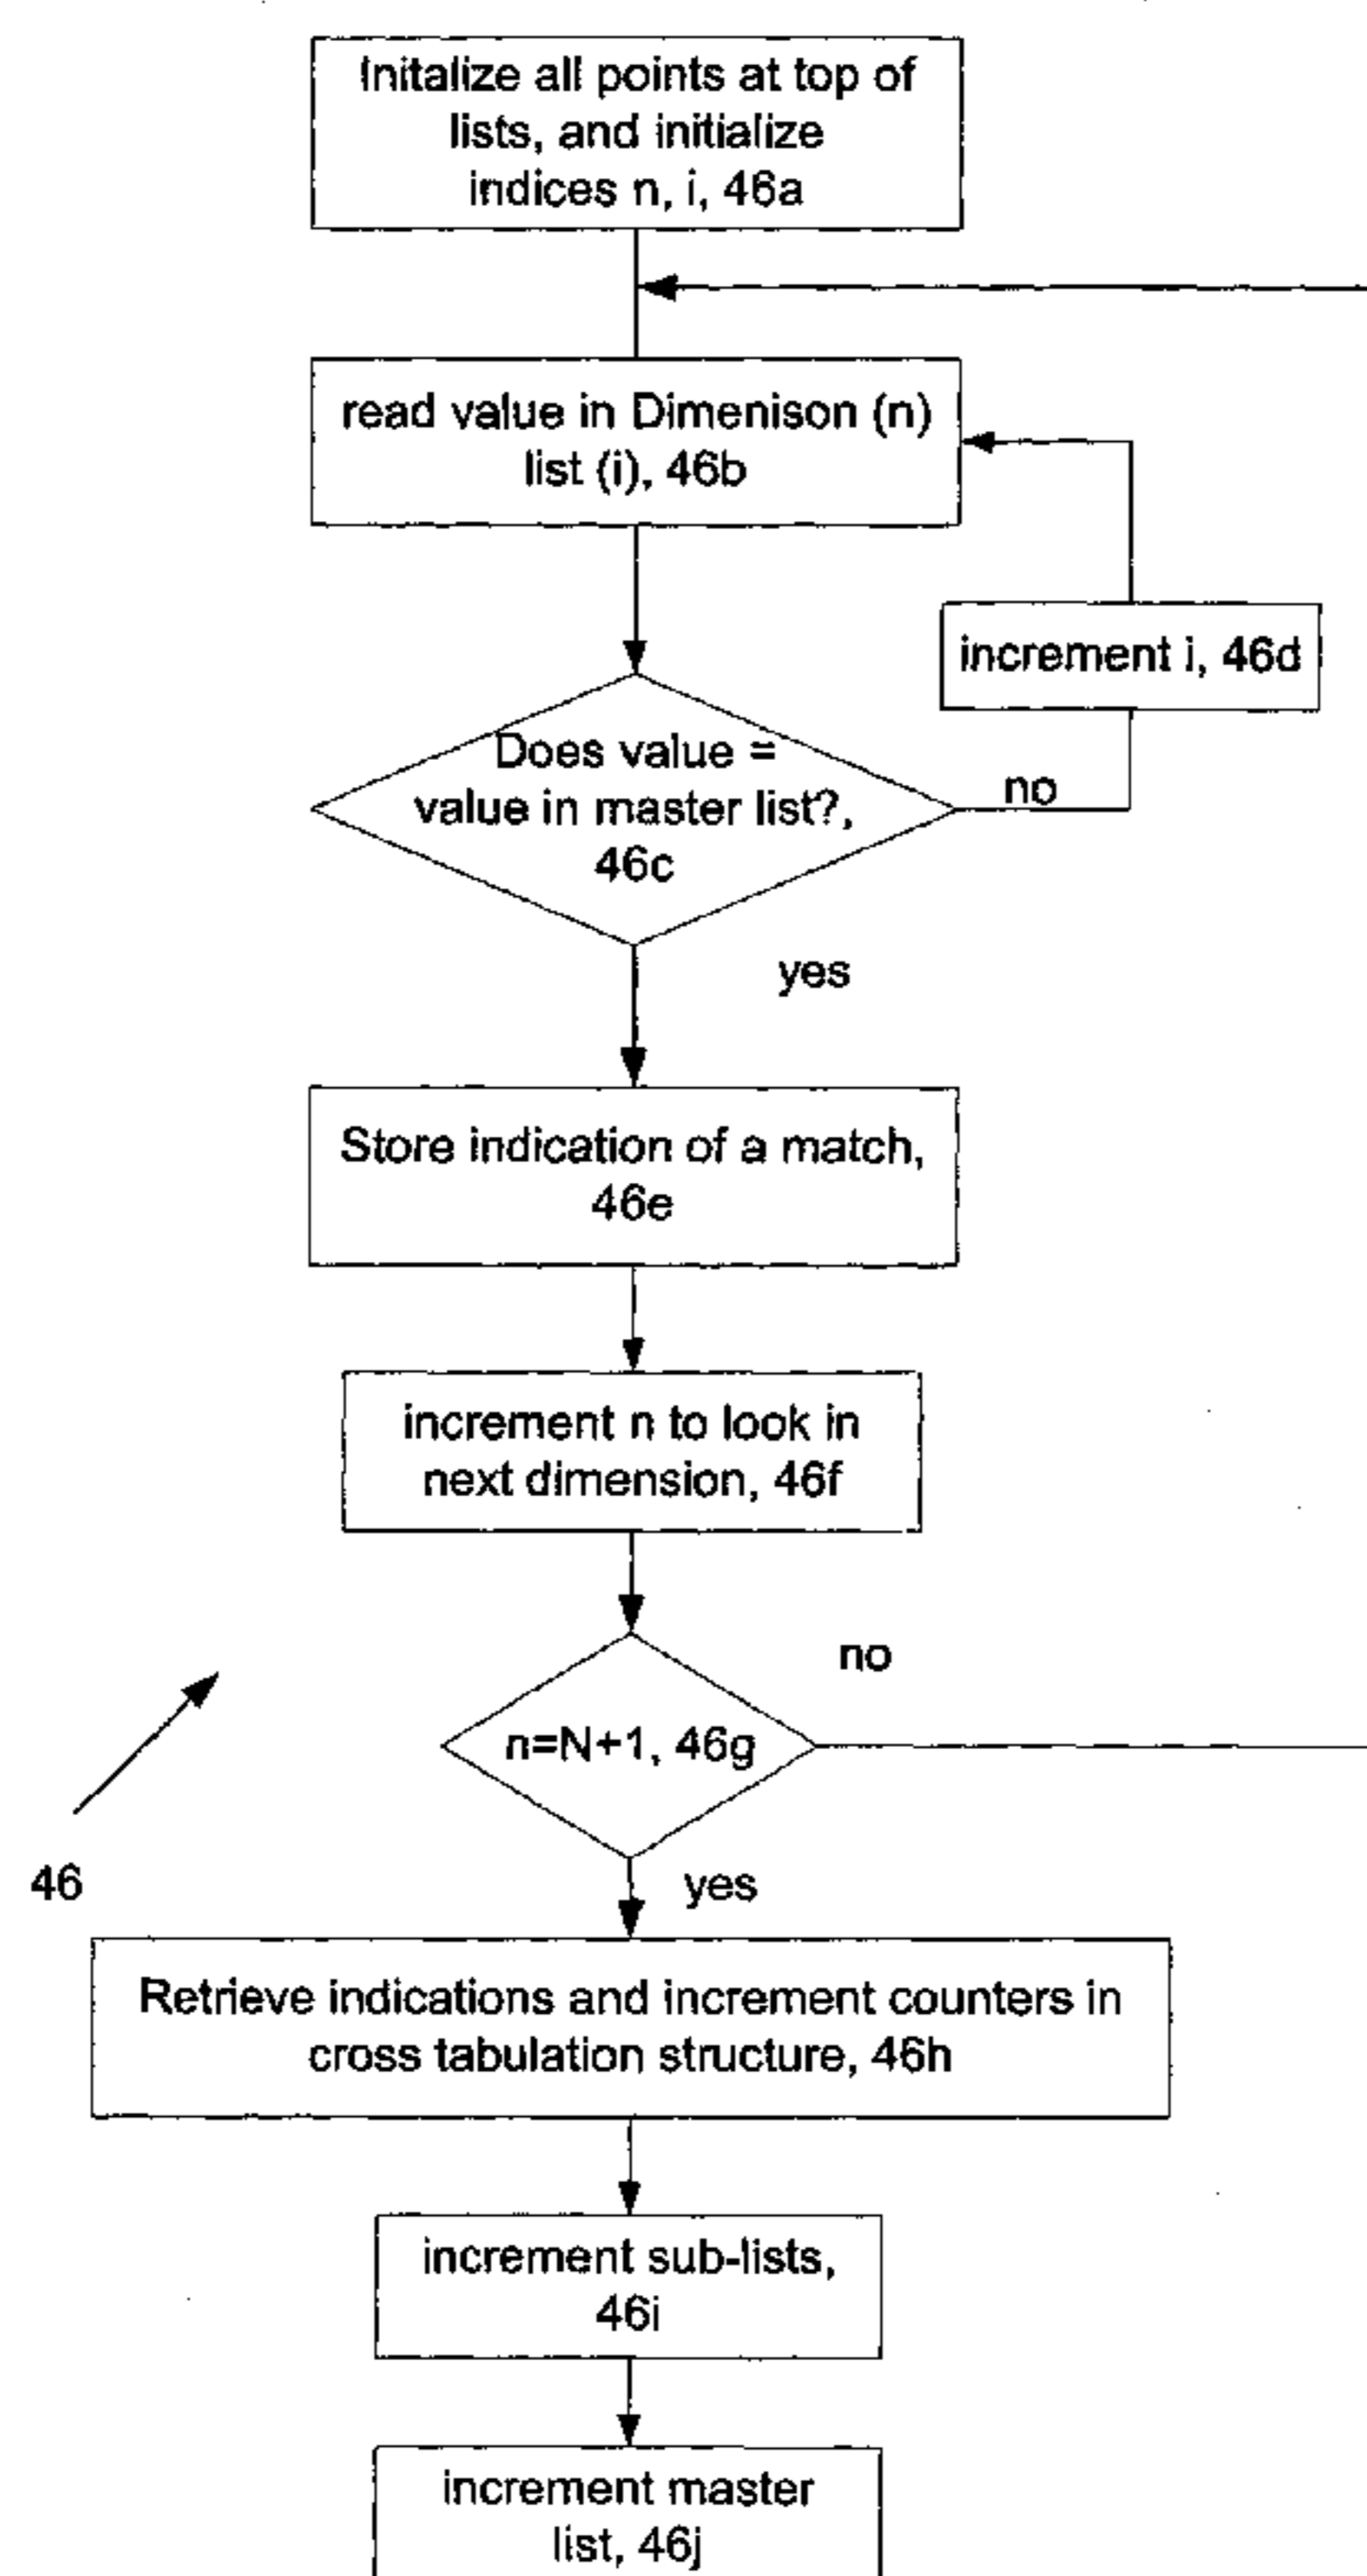 Initalize all points at top of
lists, and initialize
indices n, i, 46a
read value in Dimenison (n)
list (i), 46b
increment i, 46d
Does value =
value in master list?,
46c
no
yes
Store indication of a match,
46e
increment n to look in
next dimension, 46f
no
n=N+1, 46g
46
yes
Retrieve indications and increment counters in
cross tabulation structure, 46h
increment sub-lists,
46i
increment master
list, 46j